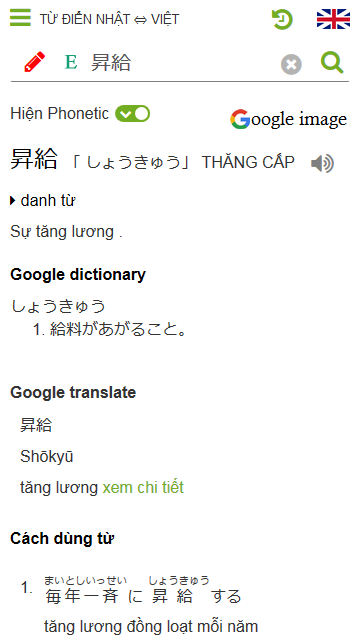 TỪ ĐIỂN NHẬT ⇔ VIỆT
E 昇給
Hiện Phonetic
Google image
昇給 「 しょうきゅう」 THĂNG CẤP
danh từ
Sự tăng lương .
Google dictionary
しょうきゅう
1. 給料があがること。
Google translate
昇給
Shōkyū
tăng lương xem chi tiết
Cách dùng từ
まいとしいっせい しょうきゅう
1. 毎年一斉 に 昇給 する
tăng lương đồng loạt mỗi năm